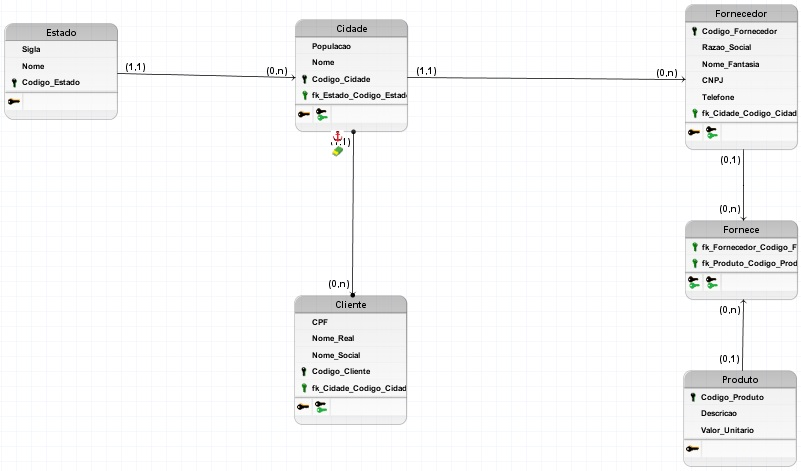 Estado
Sigla
Nome
Codigo_Estado
(1,1)
(0,n)
Cidade
Populacao
Nome
Codigo_Cidade
fk_Estado_Codigo_Estado
(1,1)
(0,n)
Fornecedor
Codigo_Fornecedor
Razao_Social
Nome_Fantasia
CNPJ
Telefone
fk_Cidade_Codigo_Cidad
(0,1)
(0,n)
Fornece
fk_Fornecedor_Codigo_F
fk_Produto_Codigo_Prod
(0,n)
(0,1)
Produto
Codigo_Produto
Descricao
Valor_Unitario
(0,n)
Cliente
CPF
Nome_Real
Nome_Social
Codigo_Cliente
fk_Cidade_Codigo_Cidad